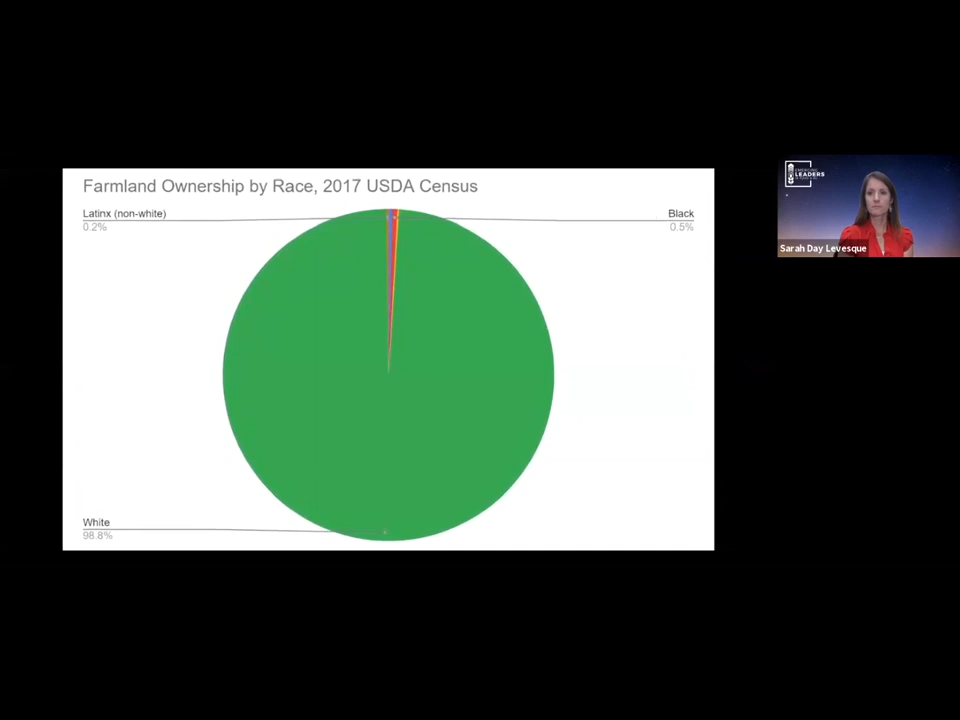 Farmland Ownership by Race, 2017 USDA Census
Latinx (non-white)
0.2%
Black
0.5%
White
98.8%
LEADERS
Sarah Day Levesque